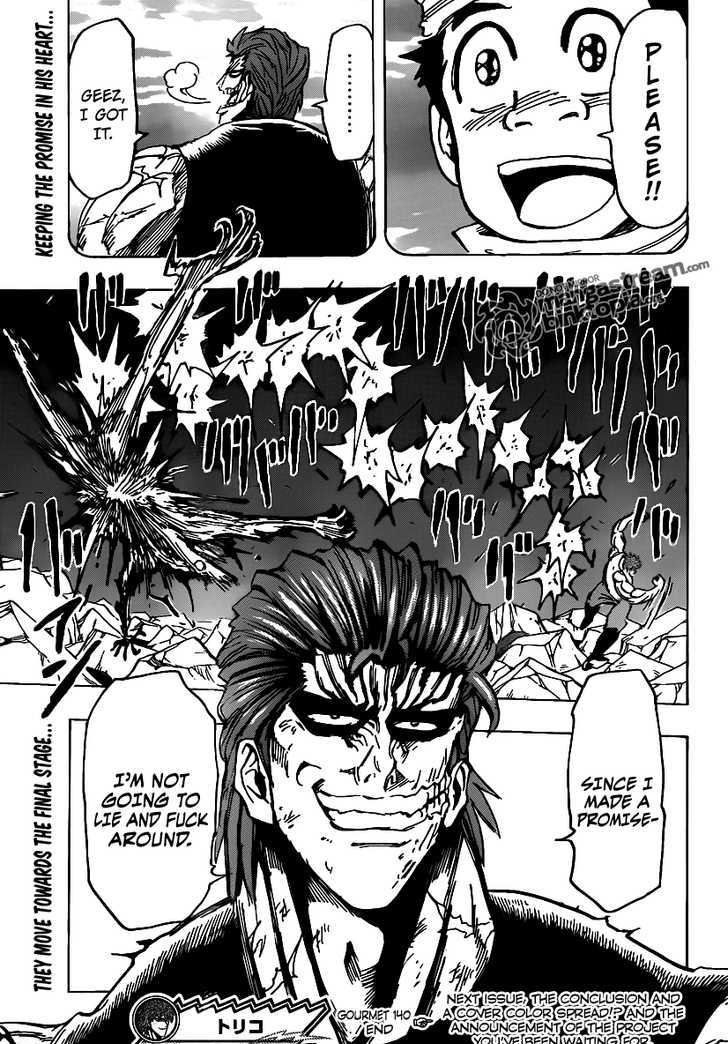 PLEASE!!
.........
GEEZ,
I GOT
IT.
KEEPING THE PROMISE IN HIS HEART...
mangastream.com
SINCE I
MADE A
PROMISE-
I'M NOT
GOING TO
LIE AND FUCK
AROUND.
THEY MOVE TOWARDS THE FINAL STAGE...
トリコ
GOURMET 140
/ END
NEXT ISSUE, THE CONCLUSION AND
A COVER COLOR SPREAD!? AND THE
ANNOUNCEMENT OF THE PROJECT
YOU'VE BEEN WAITING FOR